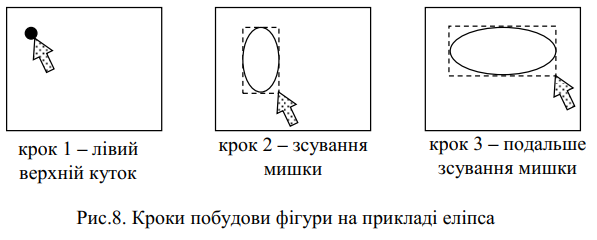 крок 1 – лівий
верхній куток
крок 2 – зсування
мишки
крок 3 – подальше
зсування мишки
Рис.8. Кроки побудови фігури на прикладі еліпса